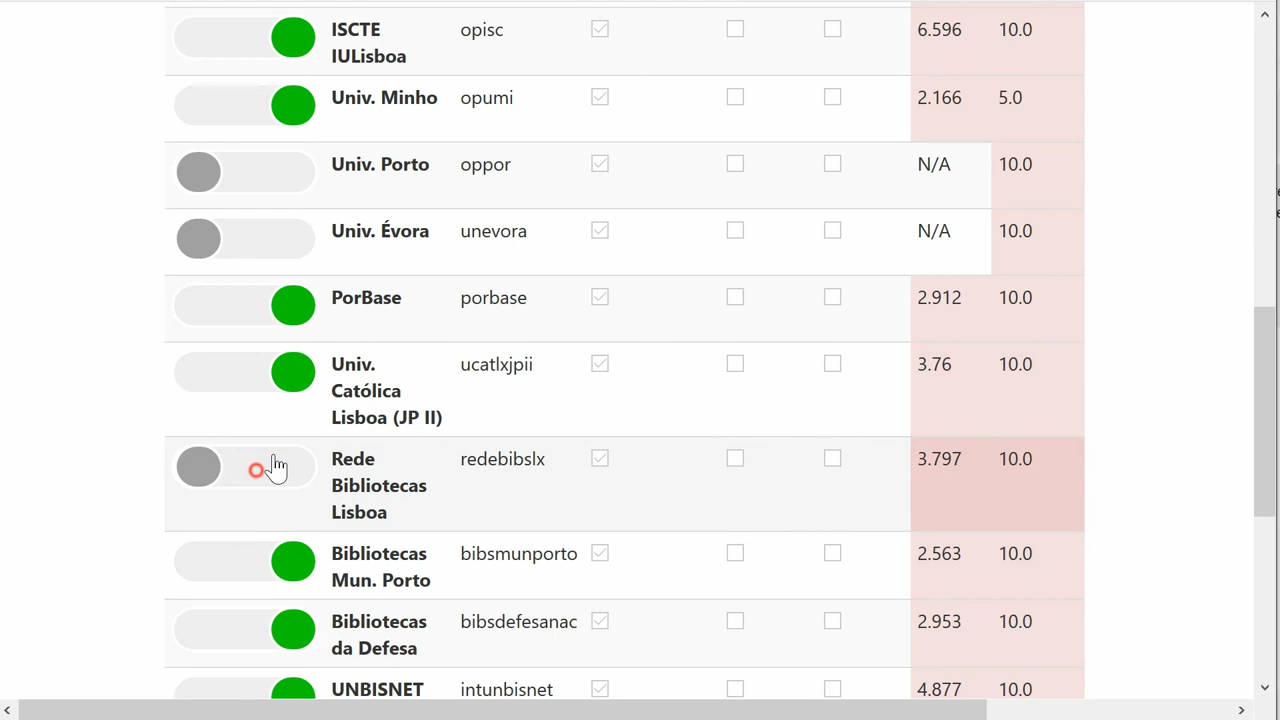 ISCTE opisc 6.596 10.0
IULisboa
Univ. Minho opumi 2.166 5.0
Univ. Porto oppor N/A 10.0
Univ. Évora unevora N/A 10.0
PorBase porbase 2.912 10.0
Univ. ucatlxjpii 3.76 10.0
Católica
Lisboa (JP II)
Rede redebibslx 3.797 10.0
Bibliotecas
Lisboa
Bibliotecas bibsmunporto 2.563 10.0
Mun. Porto
Bibliotecas bibsdefesanac 2.953 10.0
da Defesa
UNBISNET intunbisnet 4.877 10.0